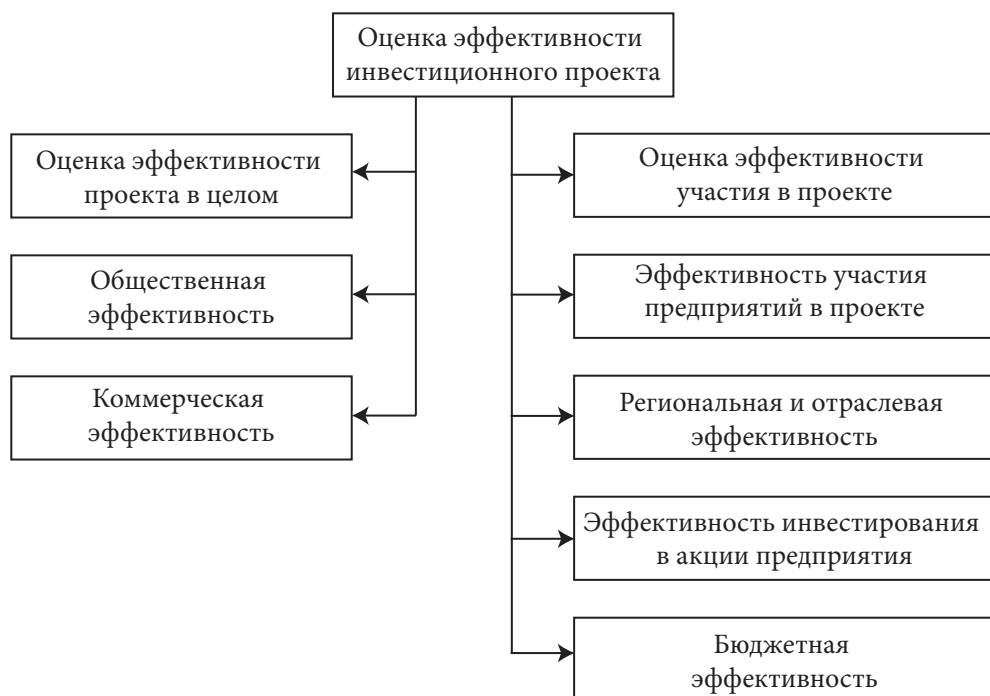 Оценка эффективности
инвестиционного проекта
Оценка эффективности
проекта в целом
Общественная
эффективность
Коммерческая
эффективность
Оценка эффективности
участия в проекте
Эффективность участия
предприятий в проекте
Региональная и отраслевая
эффективность
Эффективность инвестирования
в акции предприятия
Бюджетная
эффективность